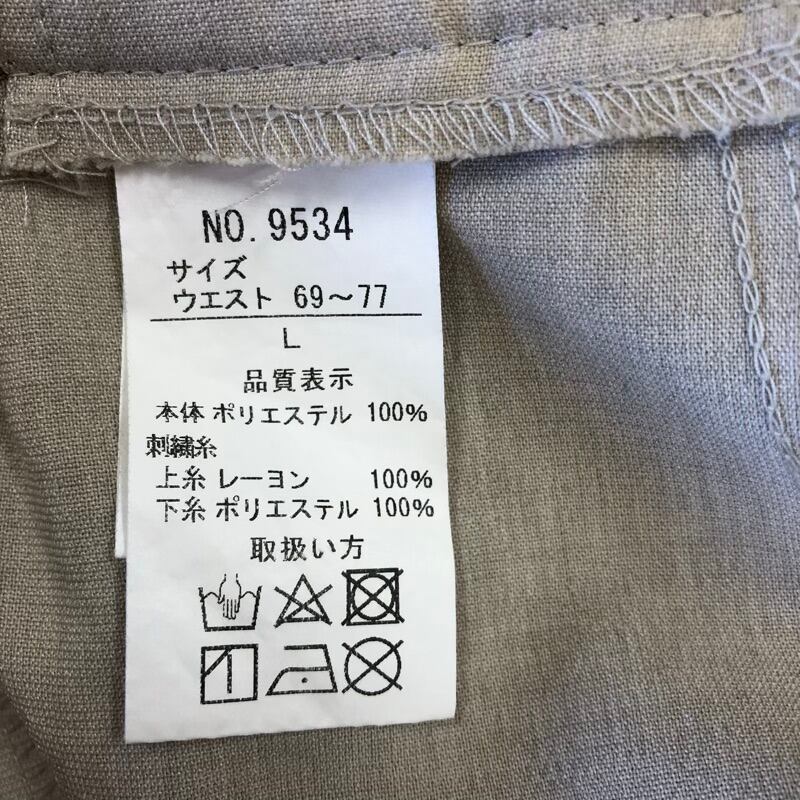 NO. 9534
サイズ
ウエスト 69～77
L
品質表示
本体 ポリエステル 100%
刺繍糸
上糸 レーヨン 100%
下糸 ポリエステル 100%
取扱い方